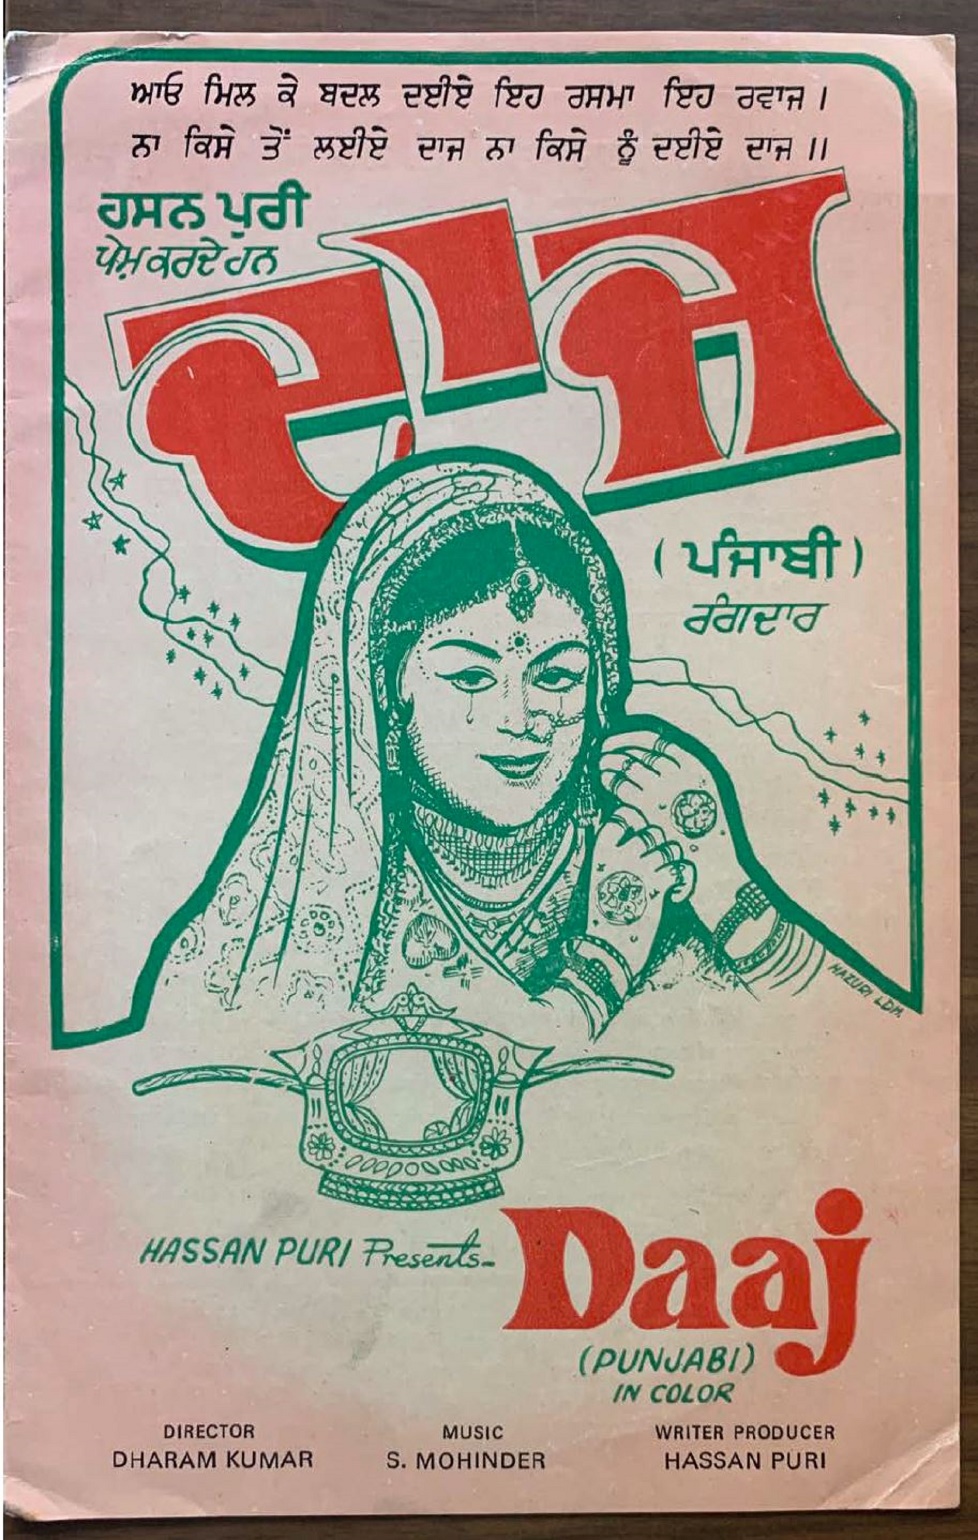 ਆਓ ਮਿਲ ਕੇ ਬਦਲ ਦਈਏ ਇਹ ਰਸਮਾ ਇਹ ਰਵਾਜ।
ਨਾ ਕਿਸੇ ਤੋਂ ਲਈਏ ਦਾਜ ਨਾ ਕਿਸੇ ਨੂੰ ਦਈਏ ਦਾਜ॥
ਹਸਨ ਪੁਰੀ
ਪੇਸ਼ ਕਰਦੇ ਹਨ
ਦਾਜ
(ਪੰਜਾਬੀ)
ਰੰਗਦਾਰ
HAZURI LDH.
HASSAN PURI Presents-
Daaj
(PUNJABI)
IN COLOR
DIRECTOR MUSIC WRITER PRODUCER
DHARAM KUMAR S. MOHINDER HASSAN PURI